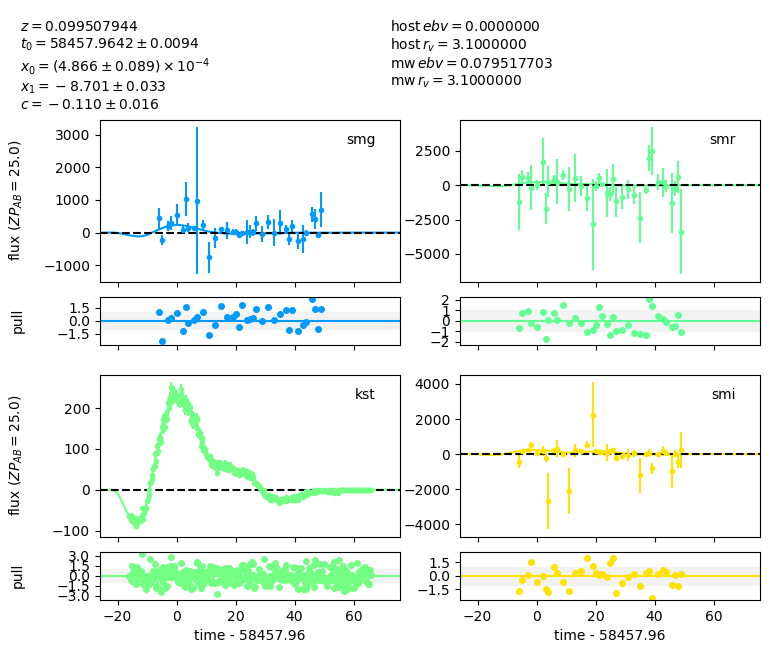 z = 0.099507944
t₀ = 58457.9642 ± 0.0094
x₀ = (4.866 ± 0.089) × 10⁻⁴
x₁ = −8.701 ± 0.033
c = −0.110 ± 0.016
host ebv = 0.0000000
host r_v = 3.1000000
mw ebv = 0.079517703
mw r_v = 3.1000000
flux (ZP_AB = 25.0)
3000
2000
1000
0
−1000
smg
2500
0
−2500
−5000
smr
pull
1.5
0.0
−1.5
2
1
0
−1
−2
flux (ZP_AB = 25.0)
200
100
0
−100
kst
4000
2000
0
−2000
−4000
smi
pull
3.0
1.5
0.0
−1.5
−3.0
1.5
0.0
−1.5
−20 0 20 40 60
−20 0 20 40 60
time - 58457.96
time - 58457.96